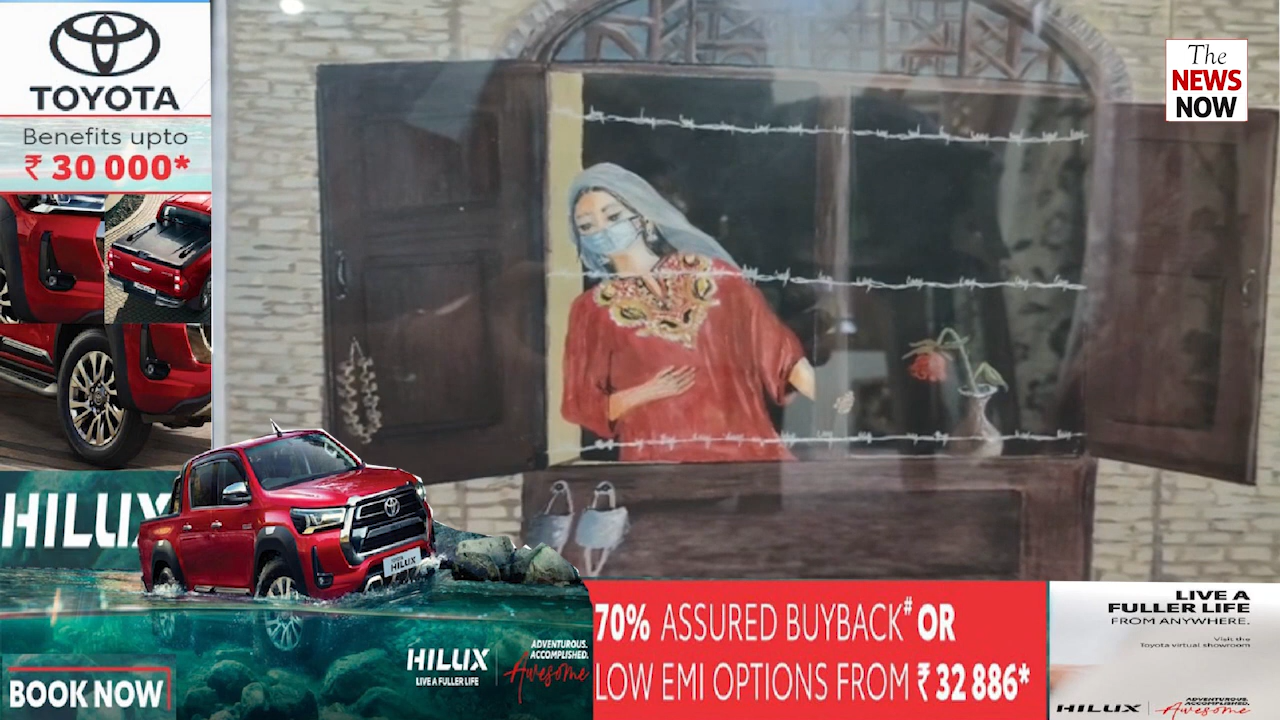 TOYOTA
Benefits upto
₹ 30 000*
The
NEWS
NOW
HILUX
HILUX
BOOK NOW
HILUX
LIVE A FULLER LIFE
ADVENTUROUS.
ACCOMPLISHED.
Awesome
70% ASSURED BUYBACK# OR
LOW EMI OPTIONS FROM ₹ 32 886*
LIVE A
FULLER LIFE
FROM ANYWHERE.
Visit the
Toyota virtual showroom
HILUX
ADVENTUROUS.
ACCOMPLISHED.
Awesome